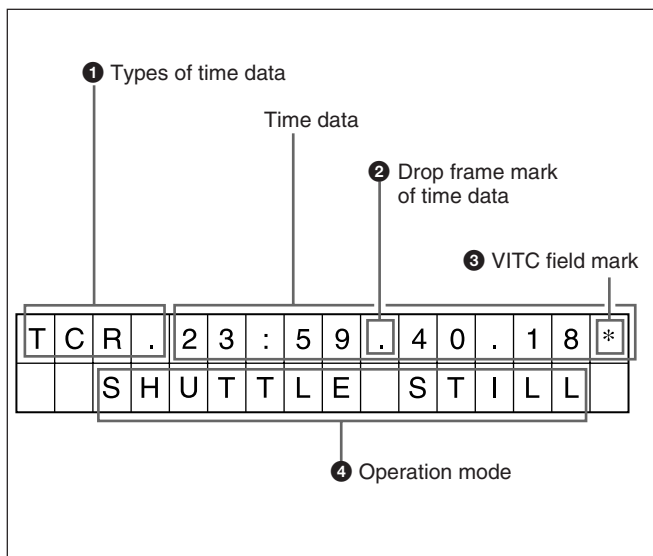 ❶ Types of time data
Time data
❷ Drop frame mark
of time data
❸ VITC field mark
TCR.23:59.40.18*
SHUTTLE STILL
❹ Operation mode